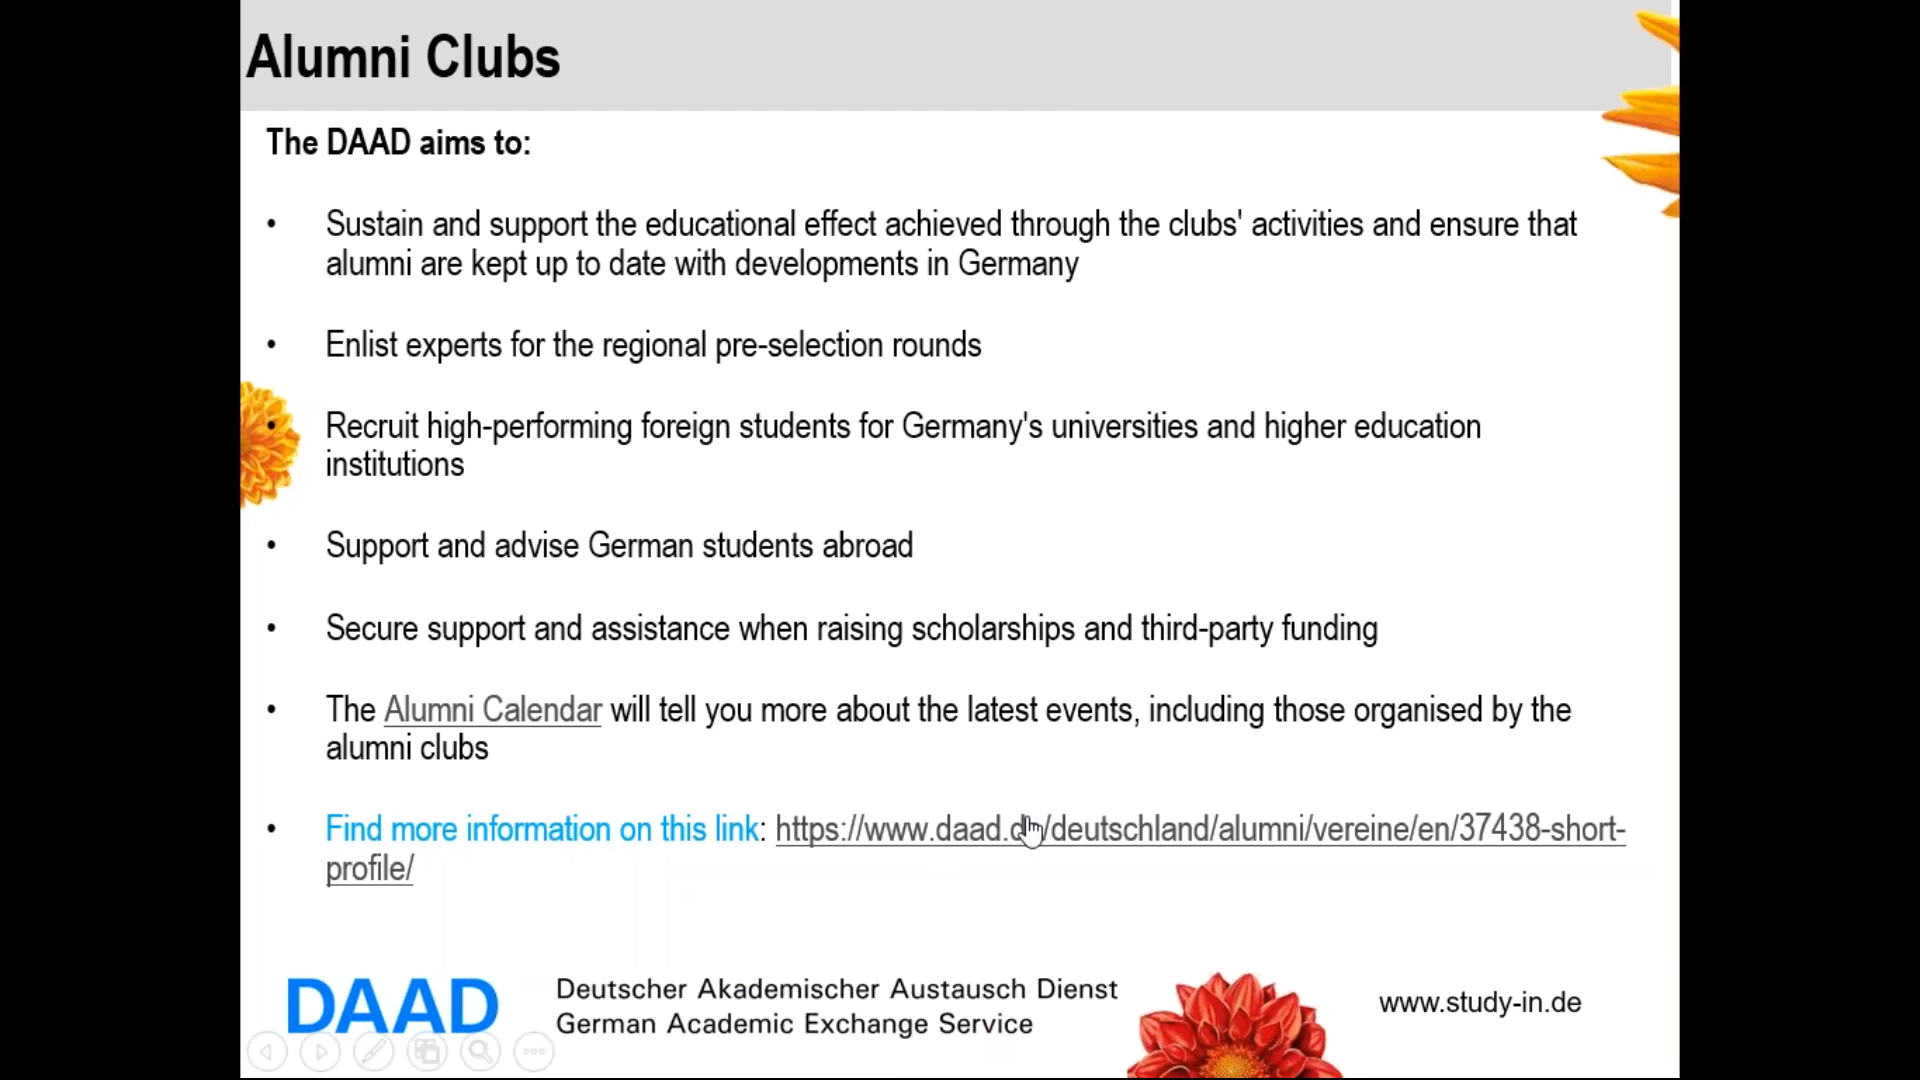 Alumni Clubs
The DAAD aims to:
• Sustain and support the educational effect achieved through the clubs' activities and ensure that
alumni are kept up to date with developments in Germany
• Enlist experts for the regional pre-selection rounds
• Recruit high-performing foreign students for Germany's universities and higher education
institutions
• Support and advise German students abroad
• Secure support and assistance when raising scholarships and third-party funding
• The Alumni Calendar will tell you more about the latest events, including those organised by the
alumni clubs
• Find more information on this link: https://www.daad.de/deutschland/alumni/vereine/en/37438-short-
profile/
DAAD
Deutscher Akademischer Austausch Dienst
German Academic Exchange Service
www.study-in.de